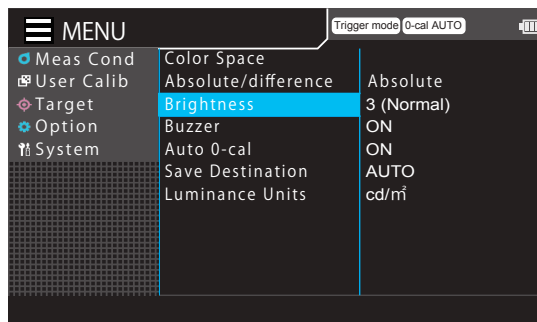 MENU
Trigger mode 0-cal AUTO
Meas Cond
User Calib
Target
Option
System
Color Space
Absolute/difference Absolute
Brightness 3 (Normal)
Buzzer ON
Auto 0-cal ON
Save Destination AUTO
Luminance Units cd/㎡